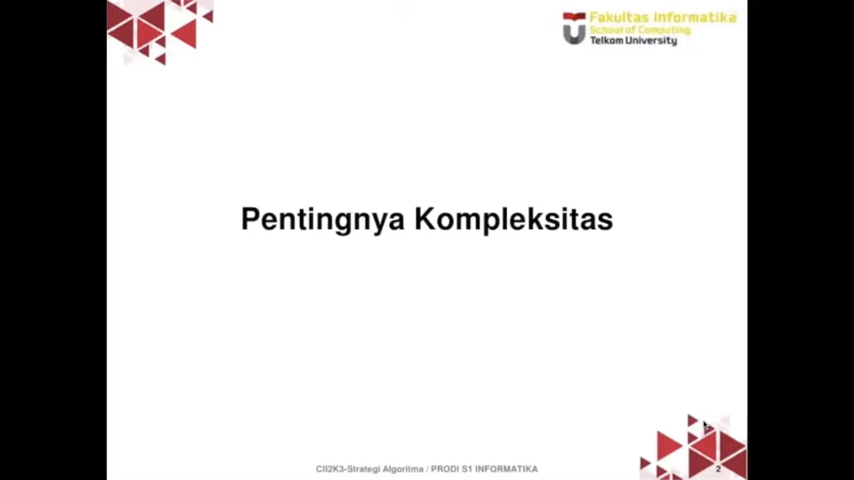 Fakultas Informatika
School of Computing
Telkom University
Pentingnya Kompleksitas
CII2K3-Strategi Algoritma / PRODI S1 INFORMATIKA
2